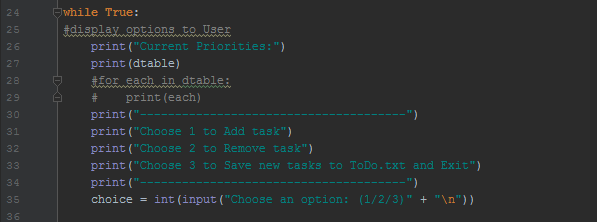 24 while True:
25 #display options to User
26     print("Current Priorities:")
27     print(dtable)
28     #for each in dtable:
29     #    print(each)
30     print("--------------------------------------")
31     print("Choose 1 to Add task")
32     print("Choose 2 to Remove task")
33     print("Choose 3 to Save new tasks to ToDo.txt and Exit")
34     print("--------------------------------------")
35     choice = int(input("Choose an option: (1/2/3)" + "\n"))
36